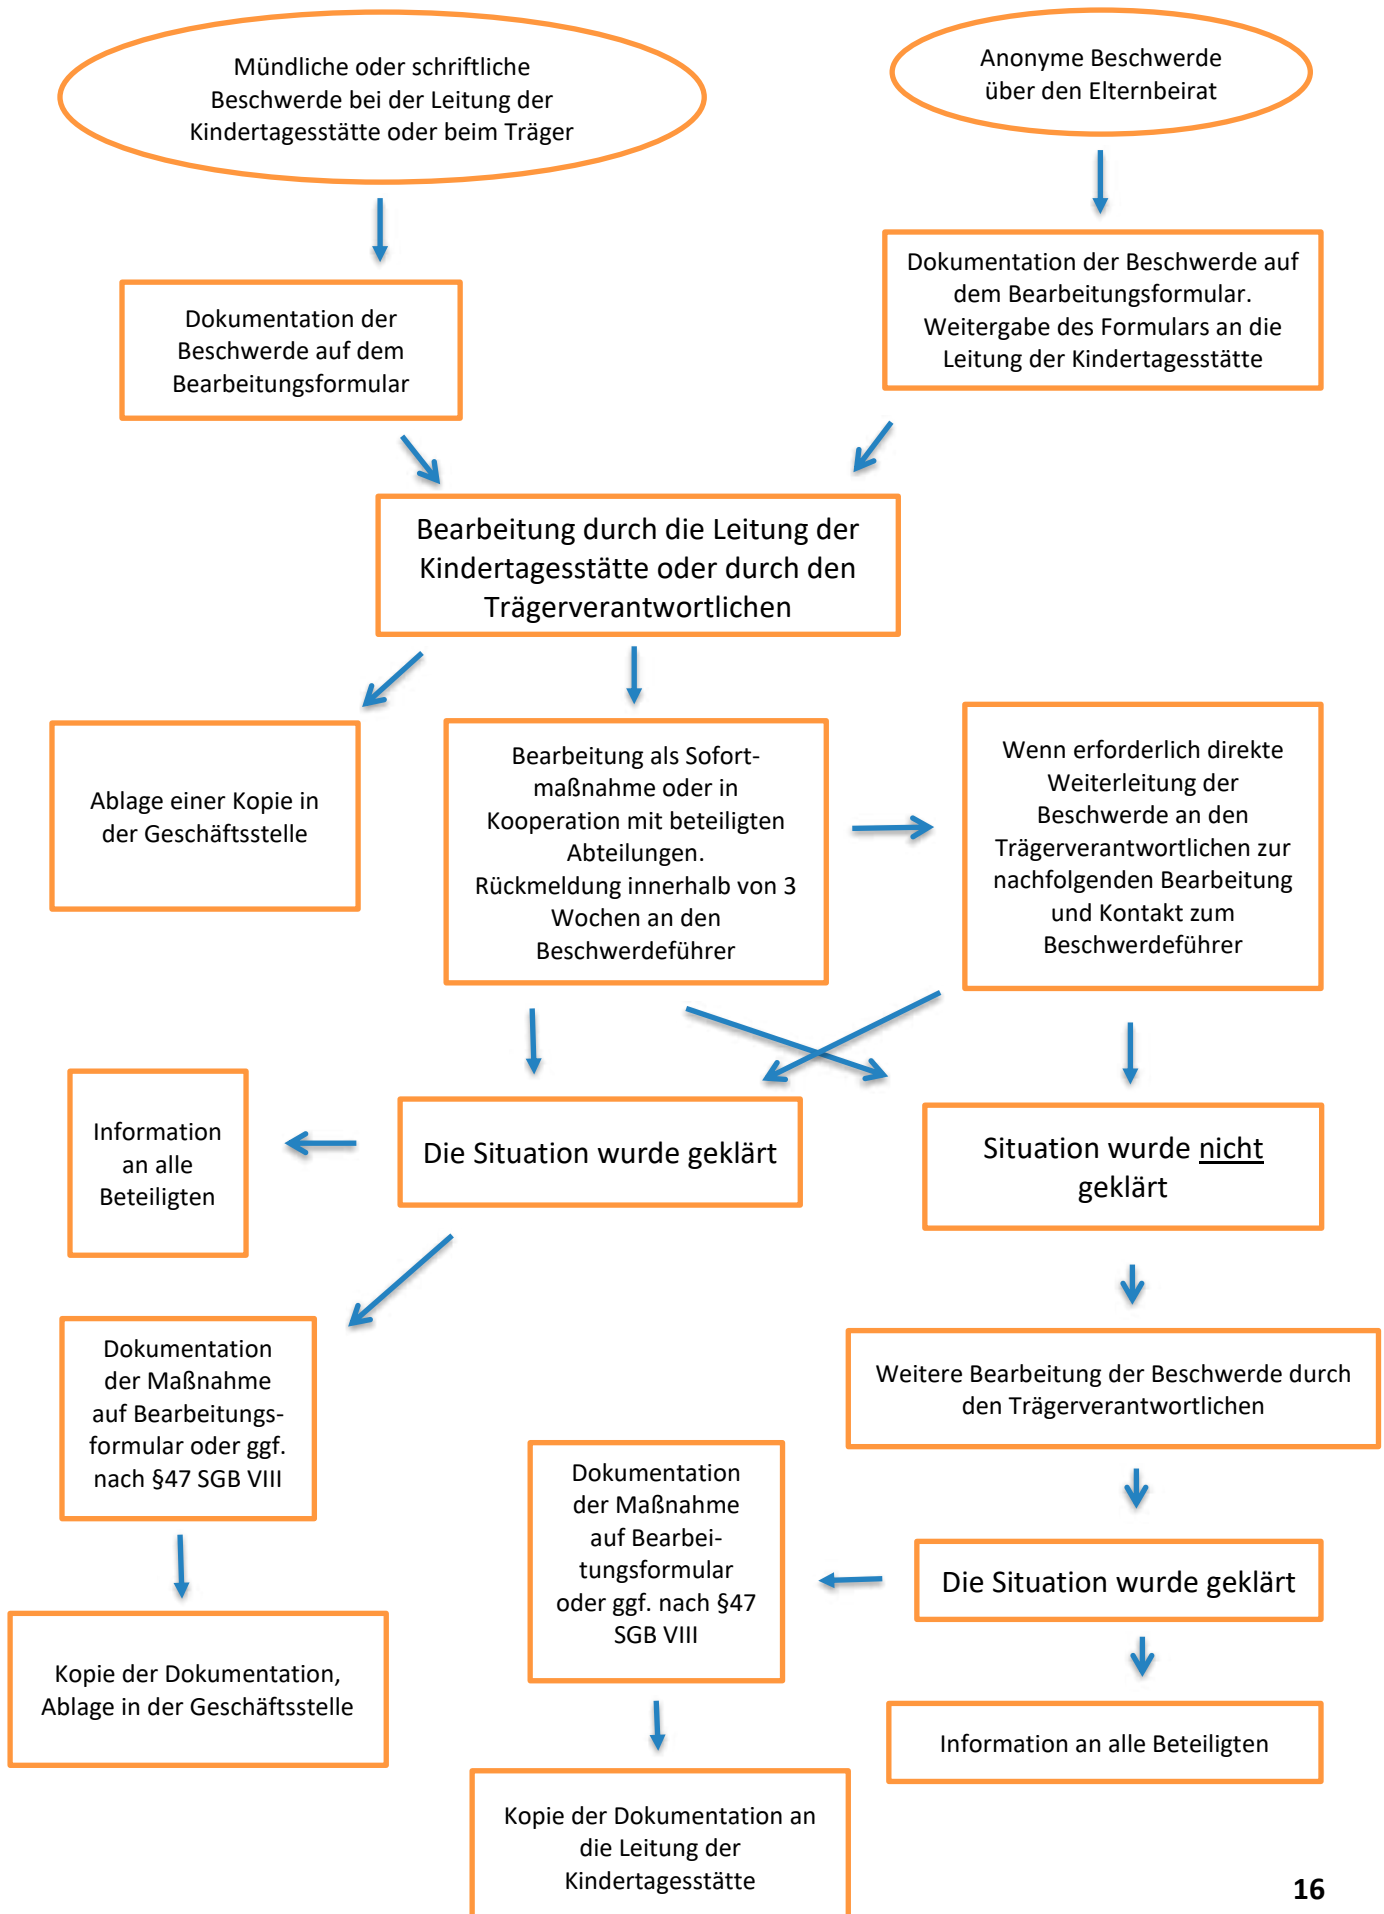 Mündliche oder schriftliche
Beschwerde bei der Leitung der
Kindertagesstätte oder beim Träger
Anonyme Beschwerde
über den Elternbeirat
Dokumentation der
Beschwerde auf dem
Bearbeitungsformular
Dokumentation der Beschwerde auf
dem Bearbeitungsformular.
Weitergabe des Formulars an die
Leitung der Kindertagesstätte
Bearbeitung durch die Leitung der
Kindertagesstätte oder durch den
Trägerverantwortlichen
Ablage einer Kopie in
der Geschäftsstelle
Bearbeitung als Sofort-
maßnahme oder in
Kooperation mit beteiligten
Abteilungen.
Rückmeldung innerhalb von 3
Wochen an den
Beschwerdeführer
Wenn erforderlich direkte
Weiterleitung der
Beschwerde an den
Trägerverantwortlichen zur
nachfolgenden Bearbeitung
und Kontakt zum
Beschwerdeführer
Information
an alle
Beteiligten
Die Situation wurde geklärt
Situation wurde nicht
geklärt
Dokumentation
der Maßnahme
auf Bearbeitungs-
formular oder ggf.
nach §47 SGB VIII
Weitere Bearbeitung der Beschwerde durch
den Trägerverantwortlichen
Dokumentation
der Maßnahme
auf Bearbei-
tungsformular
oder ggf. nach §47
SGB VIII
Die Situation wurde geklärt
Kopie der Dokumentation,
Ablage in der Geschäftsstelle
Information an alle Beteiligten
Kopie der Dokumentation an
die Leitung der
Kindertagesstätte
16